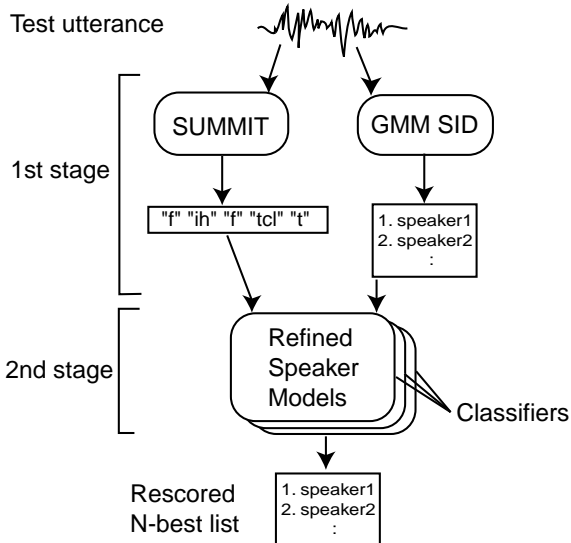 Test utterance
SUMMIT
GMM SID
1st stage
"f" "ih" "f" "tcl" "t"
1. speaker1
2. speaker2
:
2nd stage
Refined
Speaker
Models
Classifiers
Rescored
N-best list
1. speaker1
2. speaker2
: